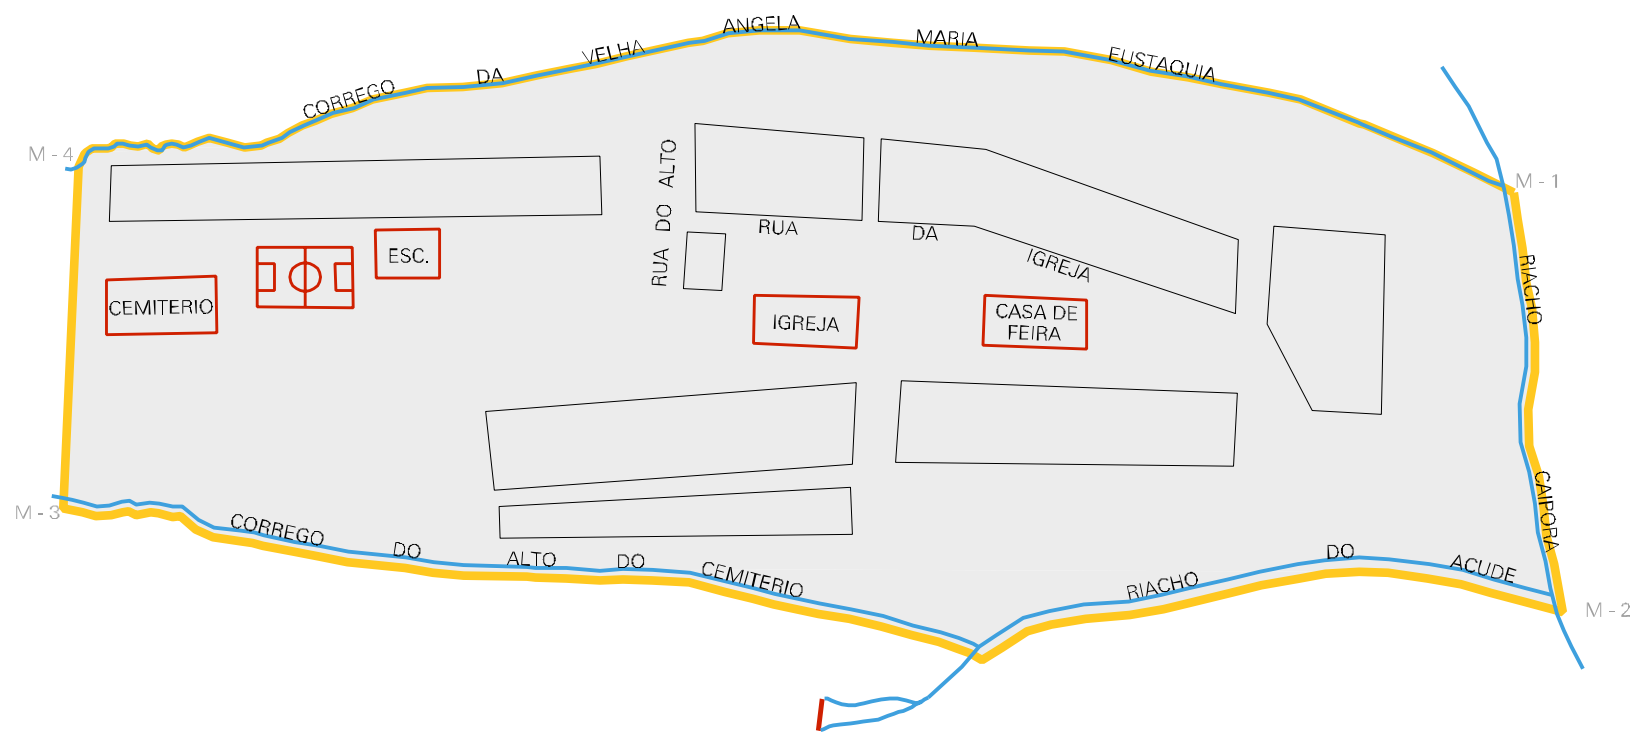 CORREGO DA VELHA ANGELA MARIA EUSTAQUIA
M - 4
M - 1
RUA DO ALTO
RUA DA IGREJA
ESC.
CEMITERIO
IGREJA
CASA DE
FEIRA
RIACHO CAIPORA
M - 3
CORREGO DO ALTO DO CEMITERIO
RIACHO DO ACUDE
M - 2